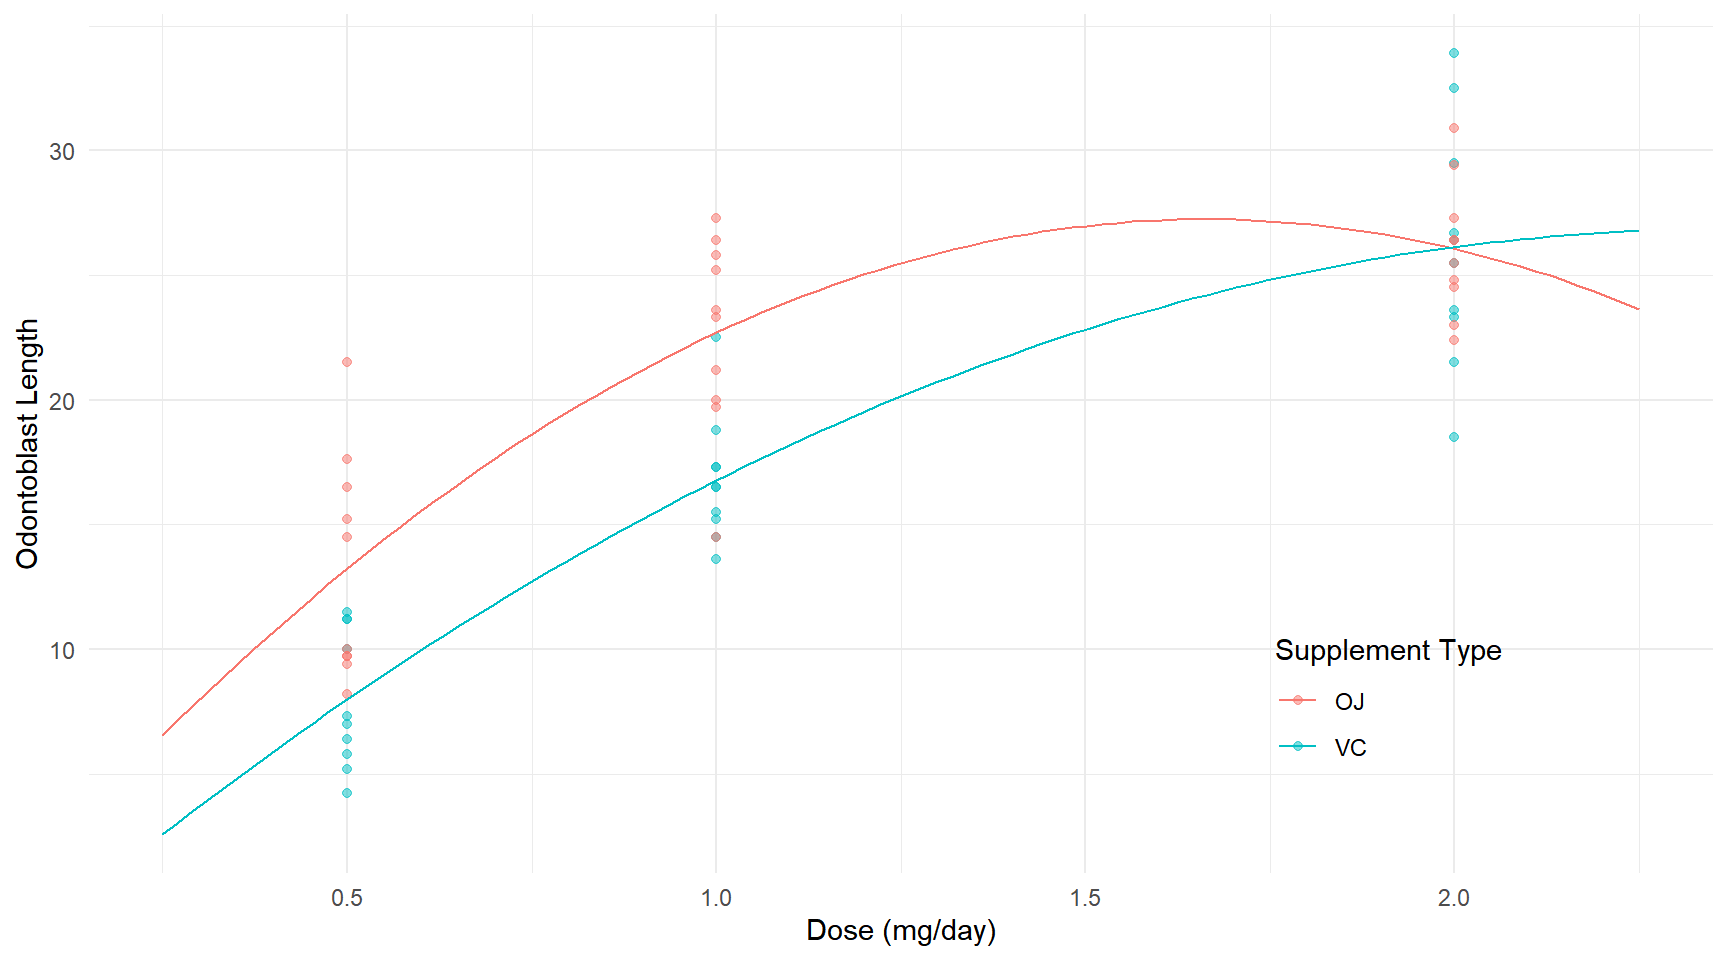 30
20
10
Odontoblast Length
Supplement Type
OJ
VC
0.5 1.0 1.5 2.0
Dose (mg/day)